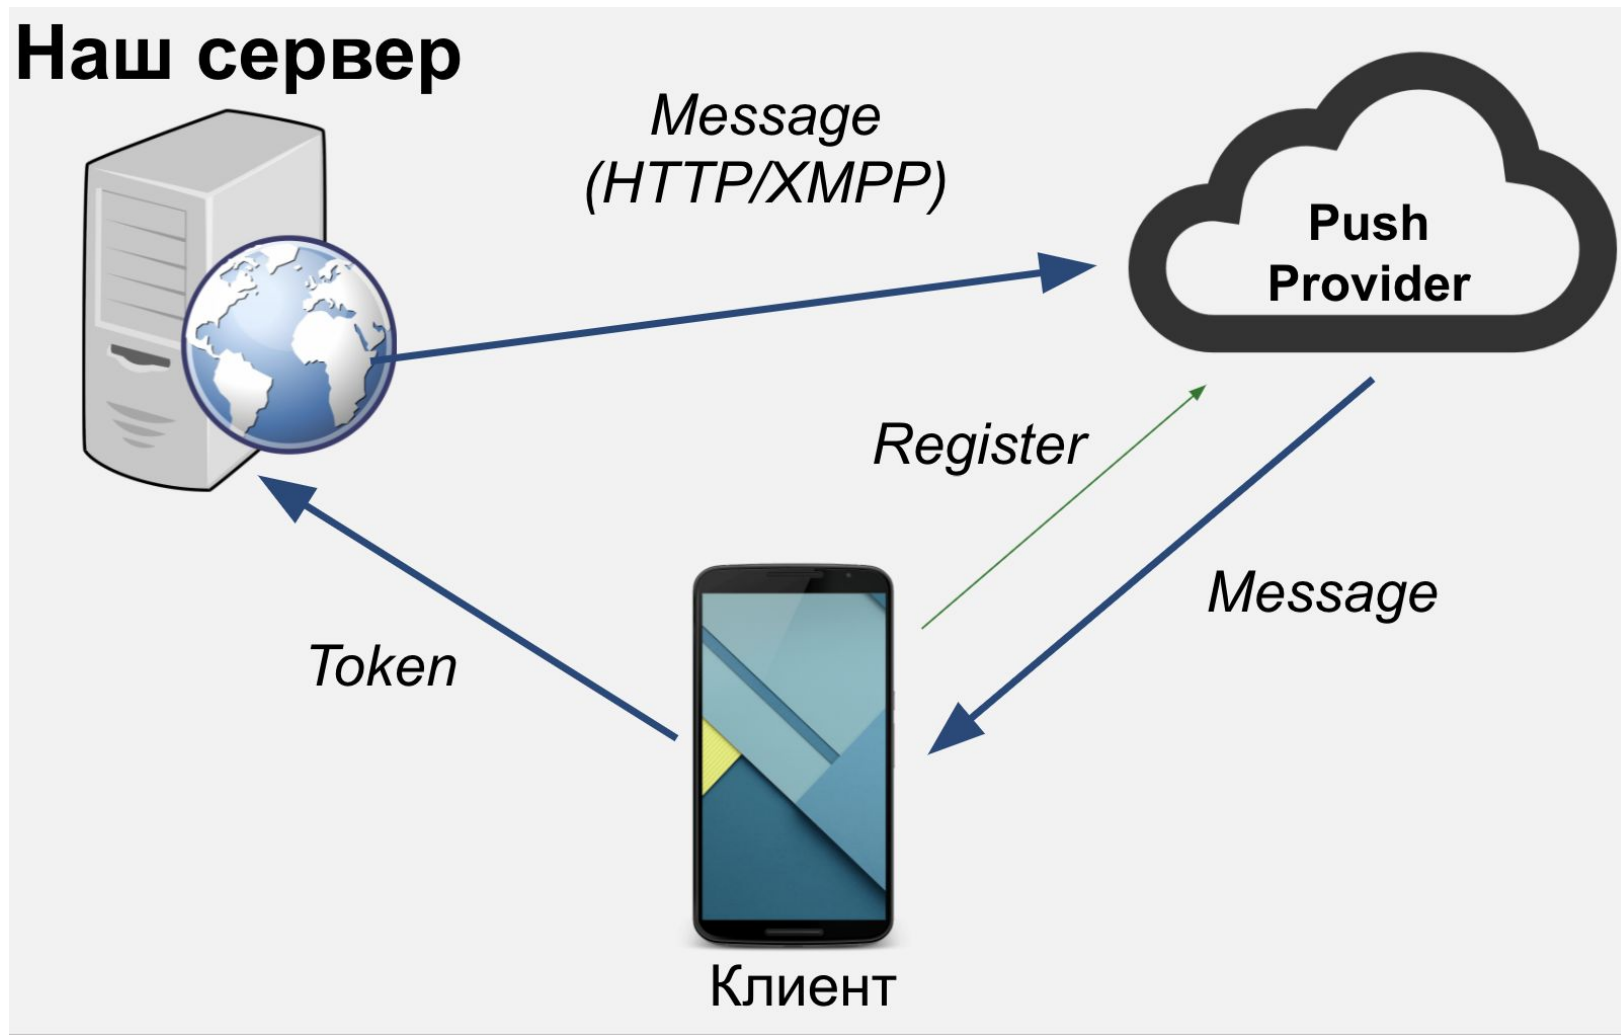 Наш сервер
Message
(HTTP/XMPP)
Push
Provider
Register
Message
Token
Клиент